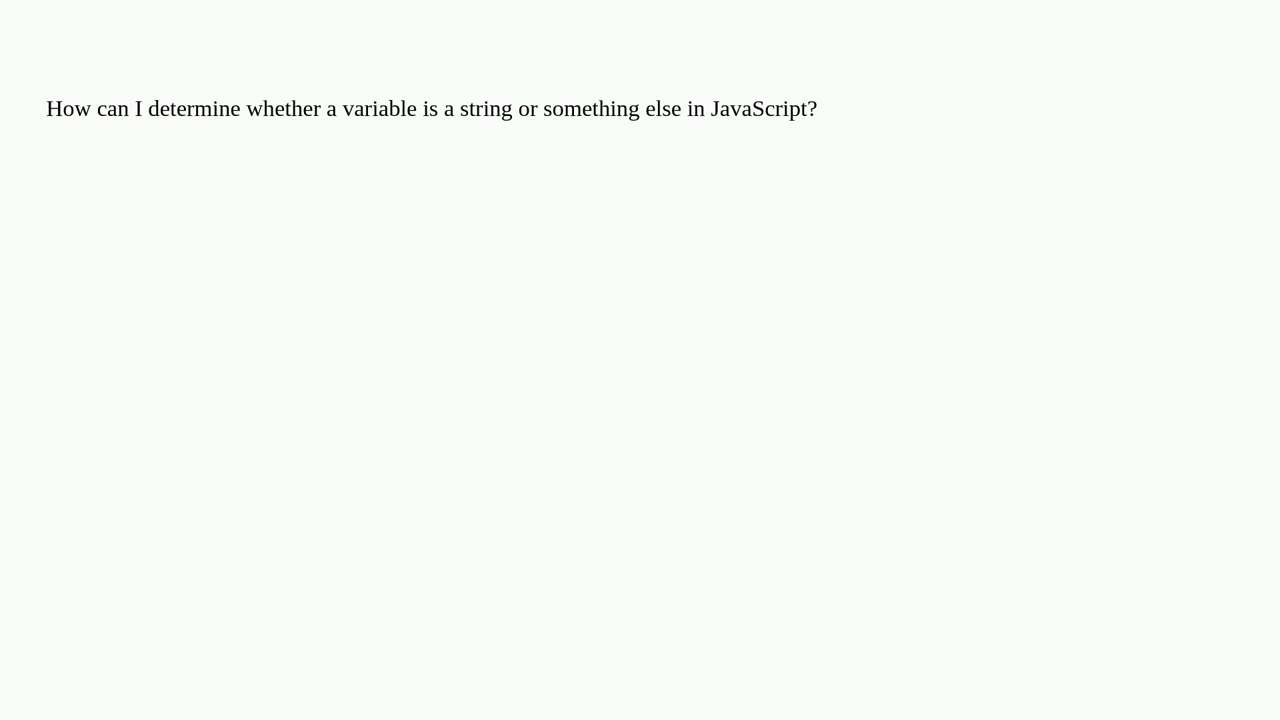 How can I determine whether a variable is a string or something else in JavaScript?